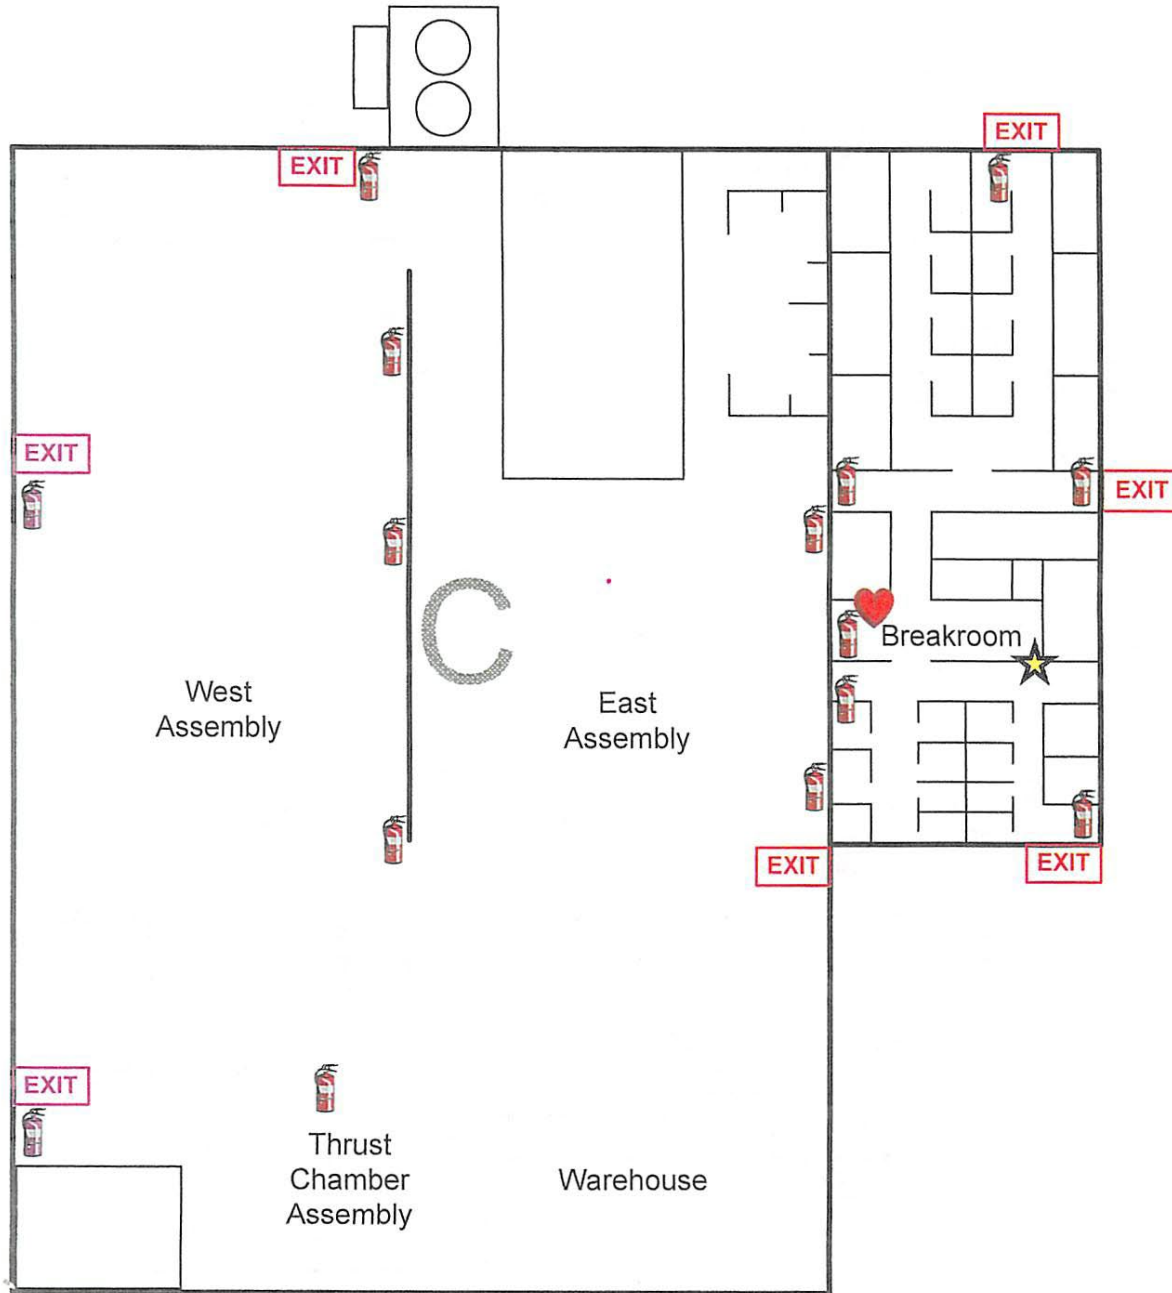 EXIT
EXIT
EXIT
EXIT
C
Breakroom
West
Assembly
East
Assembly
EXIT
EXIT
EXIT
Thrust
Chamber
Assembly
Warehouse